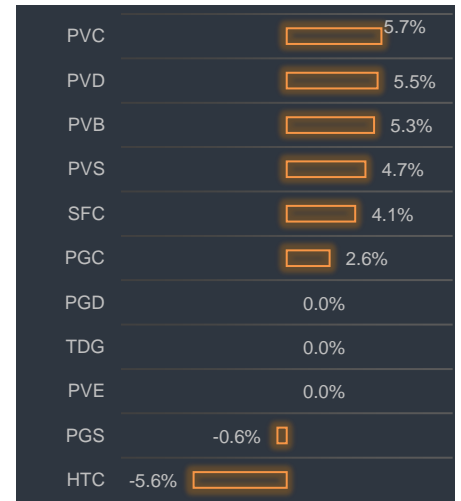 PVC 5.7%
PVD 5.5%
PVB 5.3%
PVS 4.7%
SFC 4.1%
PGC 2.6%
PGD 0.0%
TDG 0.0%
PVE 0.0%
PGS -0.6%
HTC -5.6%